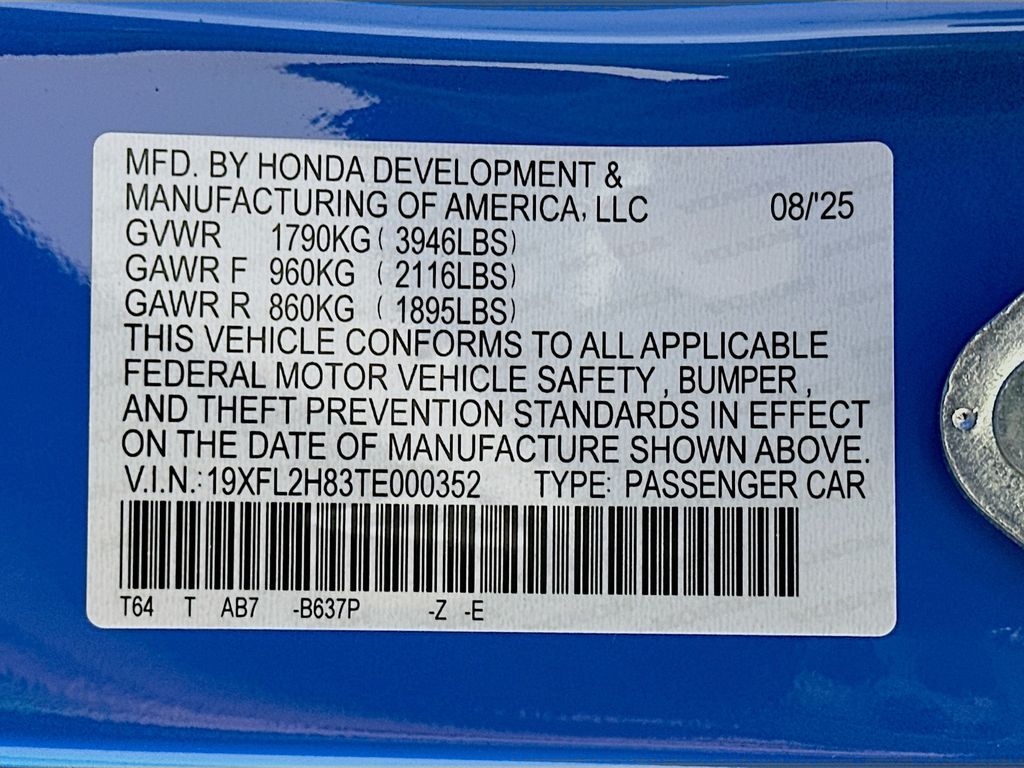 MFD. BY HONDA DEVELOPMENT &
MANUFACTURING OF AMERICA, LLC 08/'25
GVWR 1790KG ( 3946LBS)
GAWR F 960KG ( 2116LBS)
GAWR R 860KG ( 1895LBS)
THIS VEHICLE CONFORMS TO ALL APPLICABLE
FEDERAL MOTOR VEHICLE SAFETY , BUMPER ,
AND THEFT PREVENTION STANDARDS IN EFFECT
ON THE DATE OF MANUFACTURE SHOWN ABOVE.
V.I.N.: 19XFL2H83TE000352 TYPE: PASSENGER CAR
T64 T AB7 -B637P -Z -E